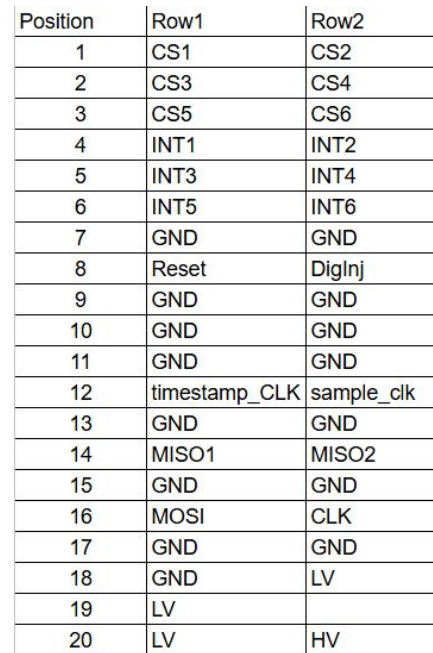 Position Row1 Row2
1 CS1 CS2
2 CS3 CS4
3 CS5 CS6
4 INT1 INT2
5 INT3 INT4
6 INT5 INT6
7 GND GND
8 Reset DigInj
9 GND GND
10 GND GND
11 GND GND
12 timestamp_CLK sample_clk
13 GND GND
14 MISO1 MISO2
15 GND GND
16 MOSI CLK
17 GND GND
18 GND LV
19 LV
20 LV HV